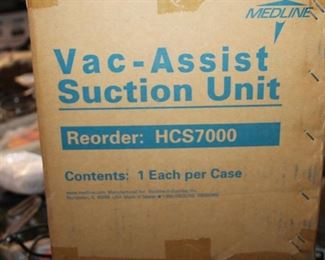 MEDLINE
Vac-Assist
Suction Unit
Reorder: HCS7000
Contents: 1 Each per Case